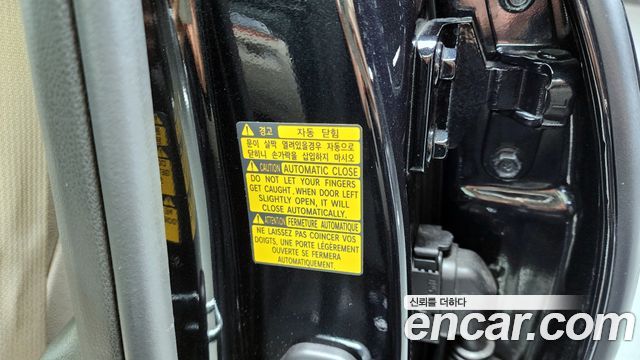 경고 자동 닫힘
문이 살짝 열려있을경우 자동으로
닫히니 손가락을 삽입하지 마시오
CAUTION AUTOMATIC CLOSE
DO NOT LET YOUR FINGERS
GET CAUGHT, WHEN DOOR LEFT
SLIGHTLY OPEN, IT WILL
CLOSE AUTOMATICALLY.
ATTENTION FERMETURE AUTOMATIQUE
NE LAISSEZ PAS COINCER VOS
DOIGTS, UNE PORTE LÉGÈREMENT
OUVERTE SE FERMERA
AUTOMATIQUEMENT.
신뢰를 더하다
encar.com